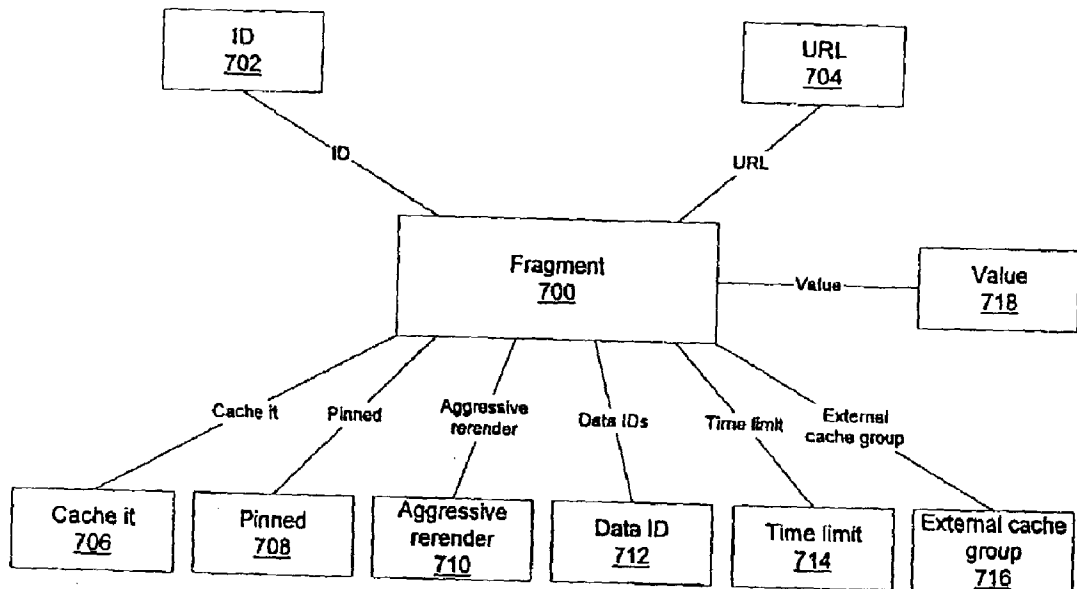 ID
702
URL
704
ID
URL
Fragment
700
Value
Value
718
Cache it
Pinned
Aggressive
rerender
Data IDs
Time limit
External
cache group
Cache it
706
Pinned
708
Aggressive
rerender
710
Data ID
712
Time limit
714
External cache
group
716